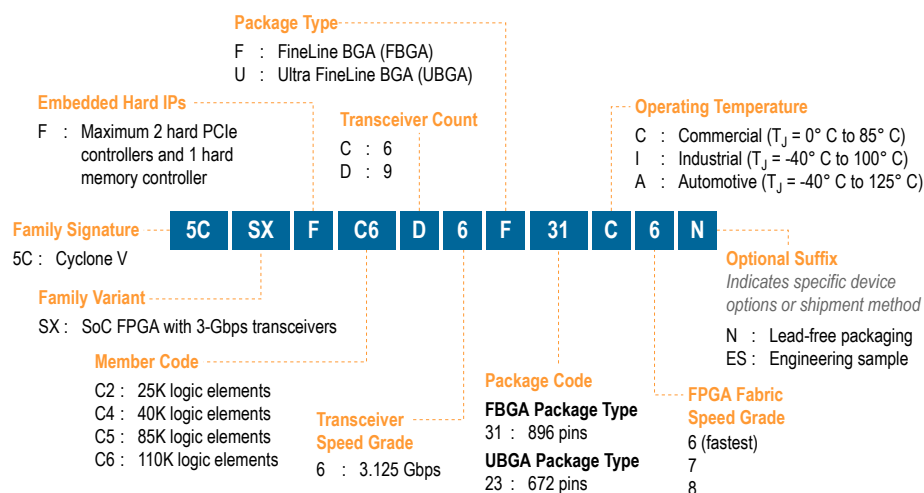 Package Type
F : FineLine BGA (FBGA)
U : Ultra FineLine BGA (UBGA)
Embedded Hard IPs
F : Maximum 2 hard PCIe
controllers and 1 hard
memory controller
Transceiver Count
C : 6
D : 9
Operating Temperature
C : Commercial (TJ = 0° C to 85° C)
I : Industrial (TJ = -40° C to 100° C)
A : Automotive (TJ = -40° C to 125° C)
Family Signature
5C : Cyclone V
5C SX F C6 D 6 F 31 C 6 N
Family Variant
SX : SoC FPGA with 3-Gbps transceivers
Optional Suffix
Indicates specific device
options or shipment method
N : Lead-free packaging
ES : Engineering sample
Member Code
C2 : 25K logic elements
C4 : 40K logic elements
C5 : 85K logic elements
C6 : 110K logic elements
Transceiver
Speed Grade
6 : 3.125 Gbps
Package Code
FBGA Package Type
31 : 896 pins
UBGA Package Type
23 : 672 pins
FPGA Fabric
Speed Grade
6 (fastest)
7
8